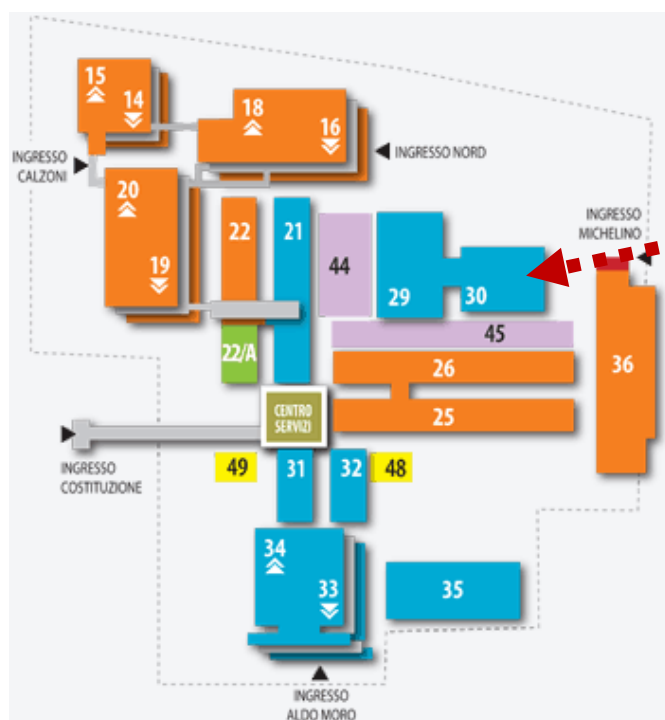 15
14
18
16
INGRESSO NORD
INGRESSO
CALZONI
20
19
22
21
44
29
30
INGRESSO
MICHELINO
45
22/A
26
36
25
CENTRO
SERVIZI
INGRESSO
COSTITUZIONE
49
31
32
48
34
33
35
INGRESSO
ALDO MORO